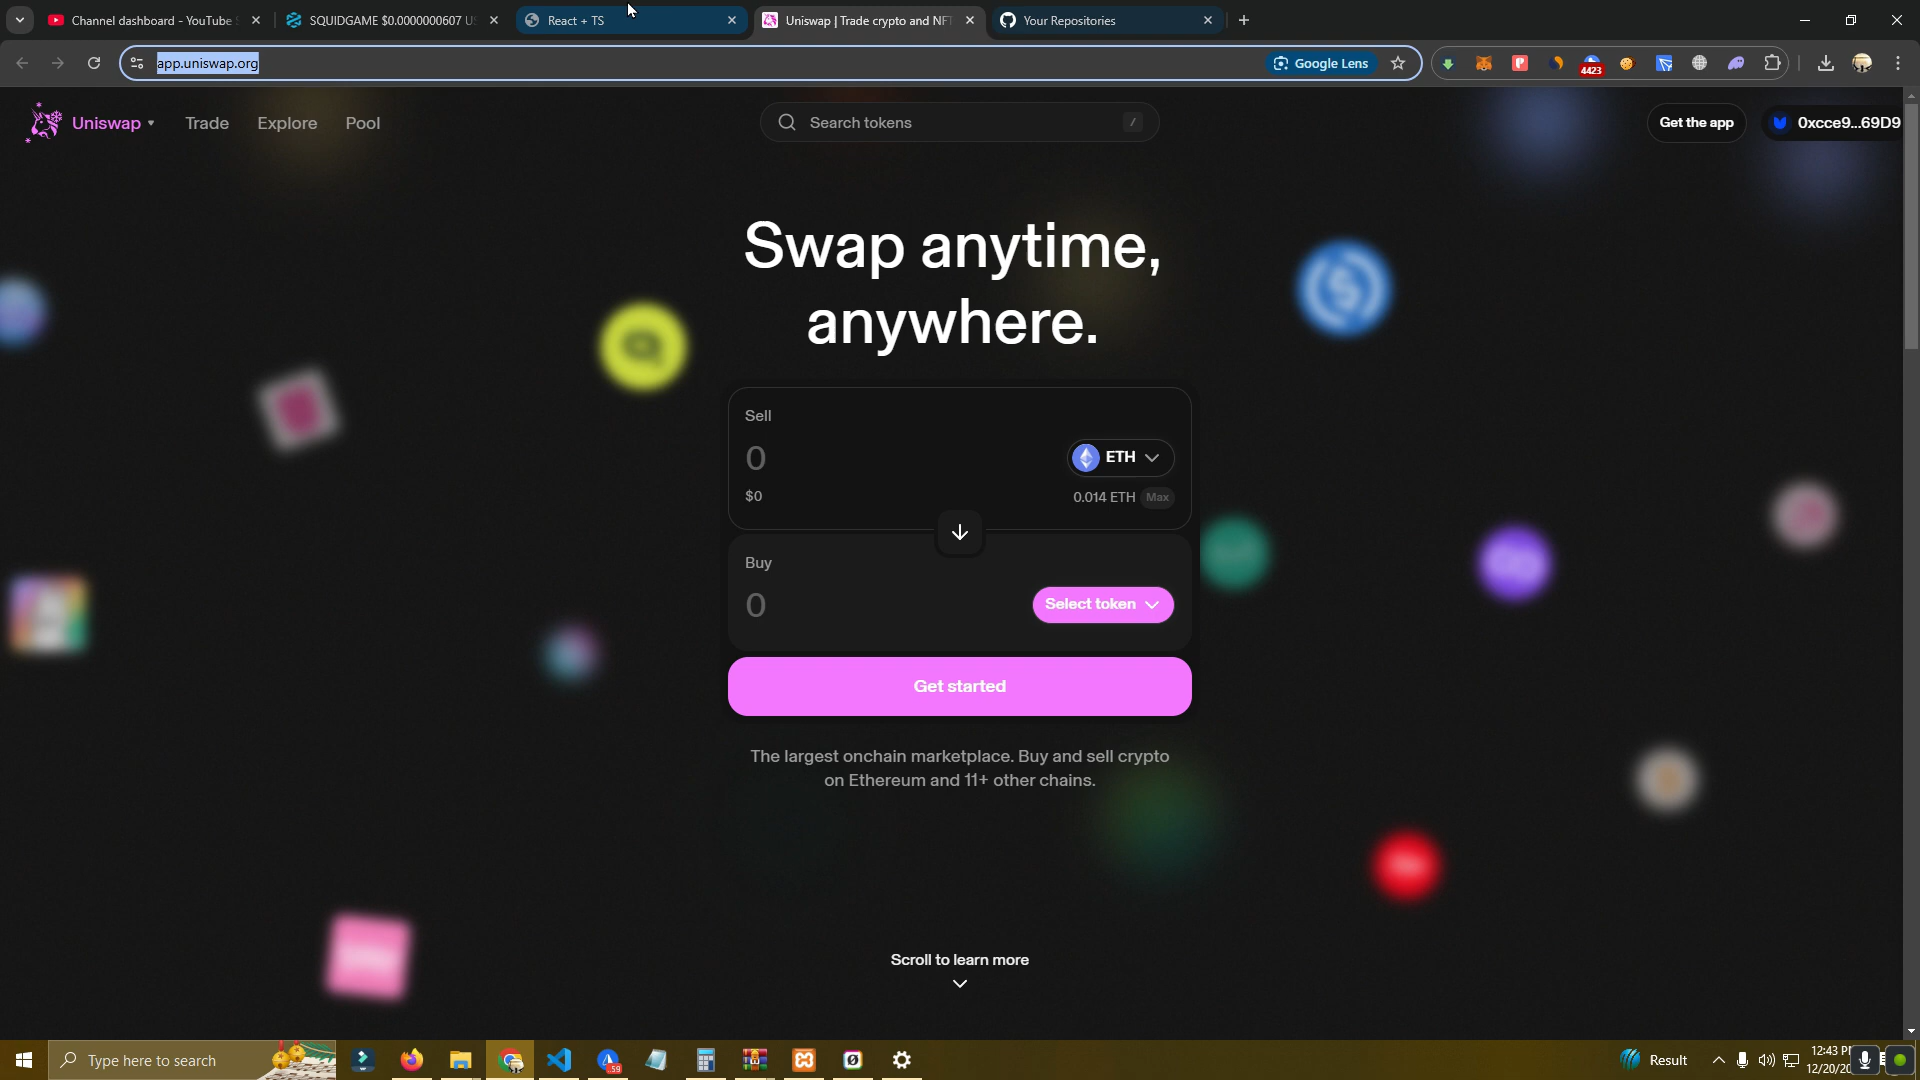 Channel dashboard - YouTube
SQUIDGAME $0.0000000607 U
React + TS
Uniswap | Trade crypto and NFT
Your Repositories
app.uniswap.org
Google Lens
4423
Uniswap
Trade
Explore
Pool
Search tokens
/
Get the app
0xcce9...69D9
Swap anytime,
anywhere.
Sell
0
ETH
$0
0.014 ETH
Max
Buy
0
Select token
Get started
The largest onchain marketplace. Buy and sell crypto
on Ethereum and 11+ other chains.
Scroll to learn more
Type here to search
59
Result
12:43 P
12/20/20